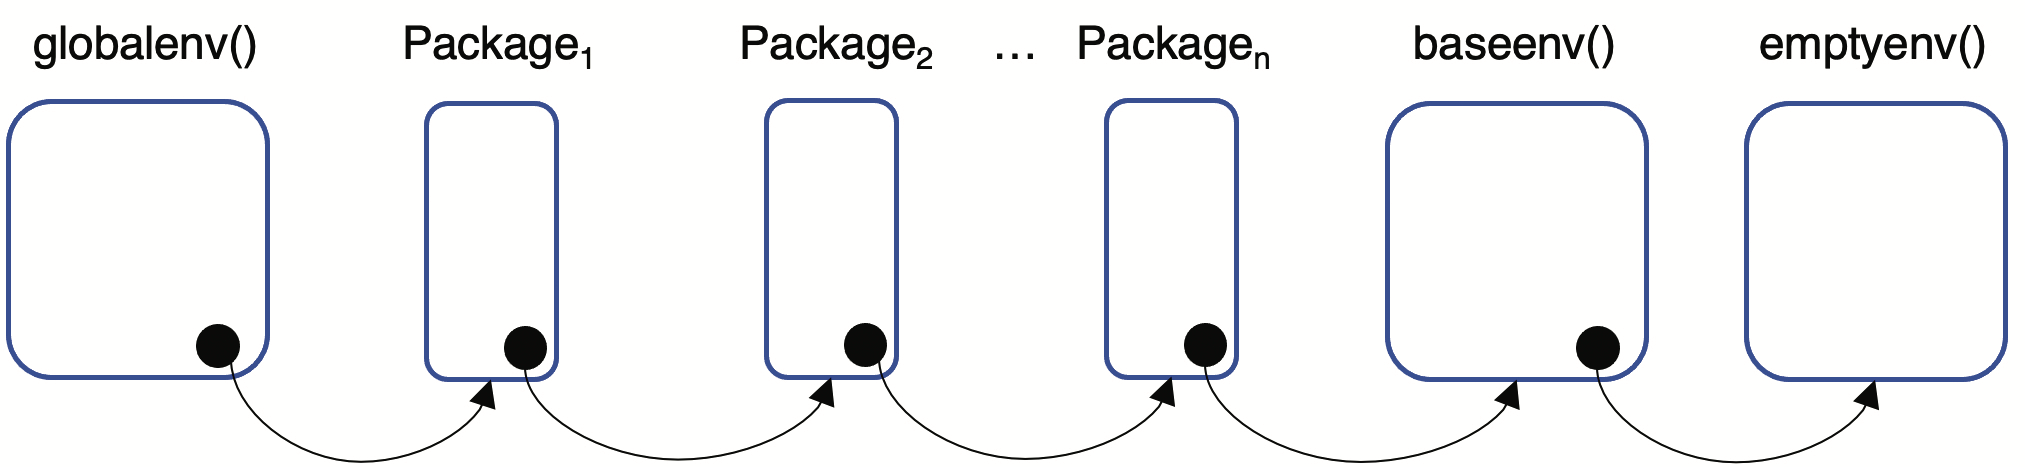 globalenv() Package₁ Package₂ ... Packageₙ baseenv() emptyenv()